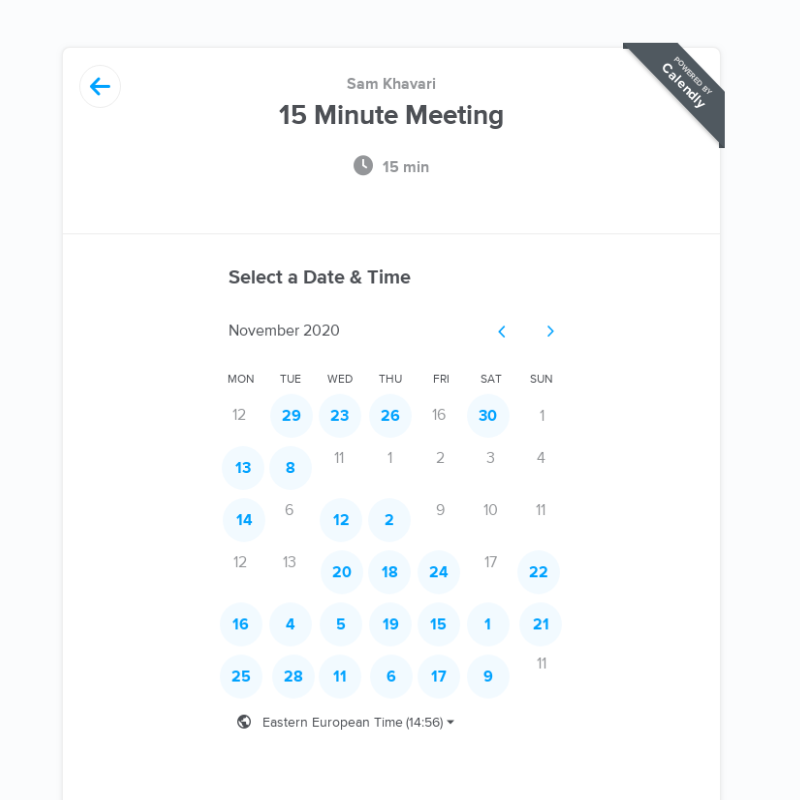 POWERED BY
Calendly
Sam Khavari
15 Minute Meeting
15 min
Select a Date & Time
November 2020
MON TUE WED THU FRI SAT SUN
12 29 23 26 16 30 1
13 8 11 1 2 3 4
14 6 12 2 9 10 11
12 13 20 18 24 17 22
16 4 5 19 15 1 21
25 28 11 6 17 9 11
Eastern European Time (14:56)